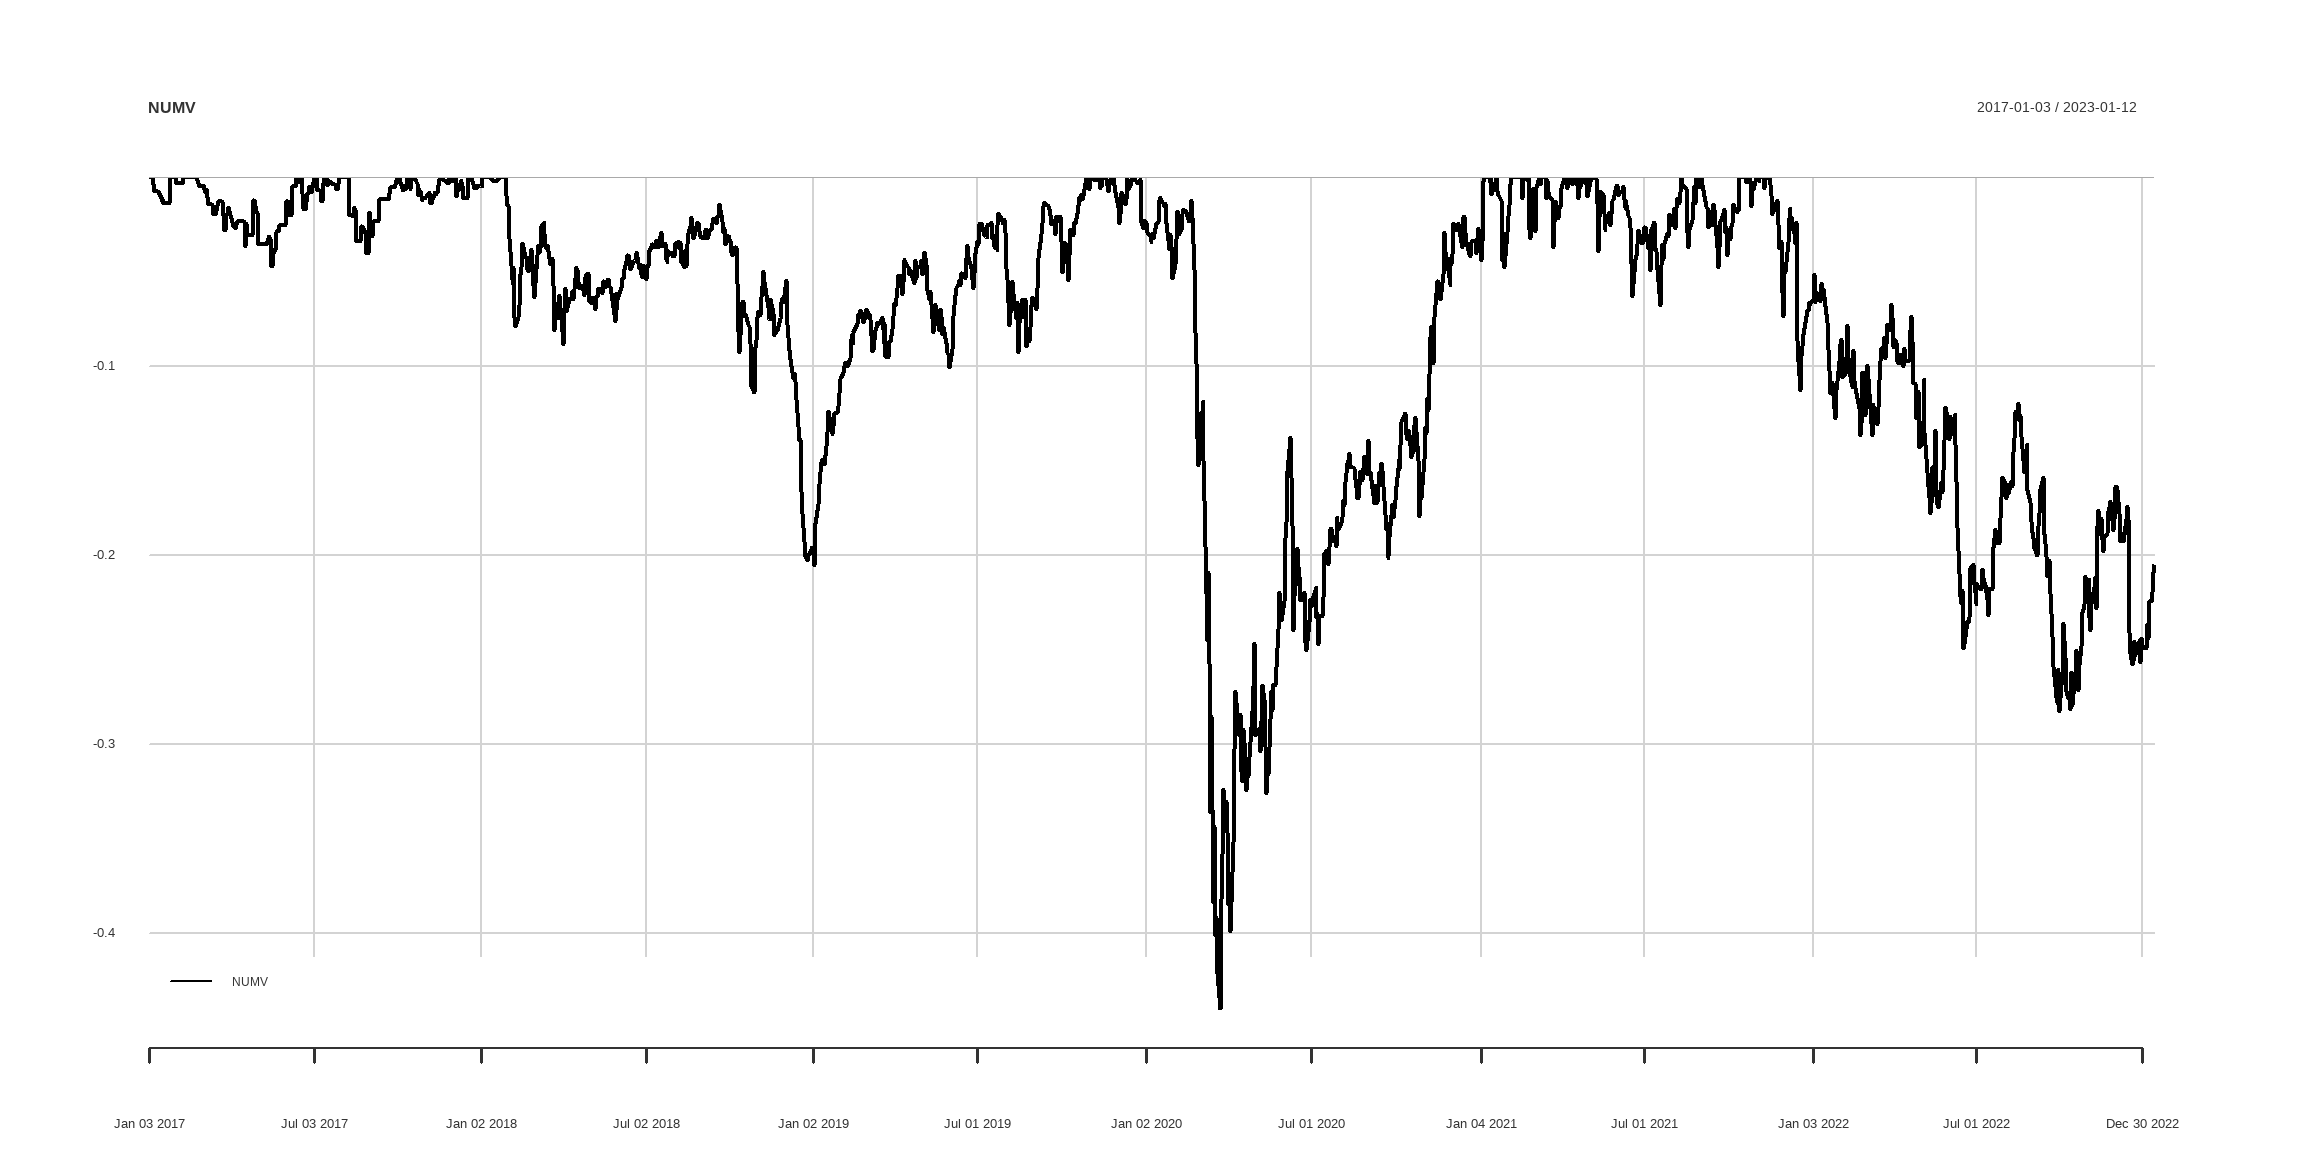 NUMV
2017-01-03 / 2023-01-12
-0.1
-0.2
-0.3
-0.4
NUMV
Jan 03 2017
Jul 03 2017
Jan 02 2018
Jul 02 2018
Jan 02 2019
Jul 01 2019
Jan 02 2020
Jul 01 2020
Jan 04 2021
Jul 01 2021
Jan 03 2022
Jul 01 2022
Dec 30 2022